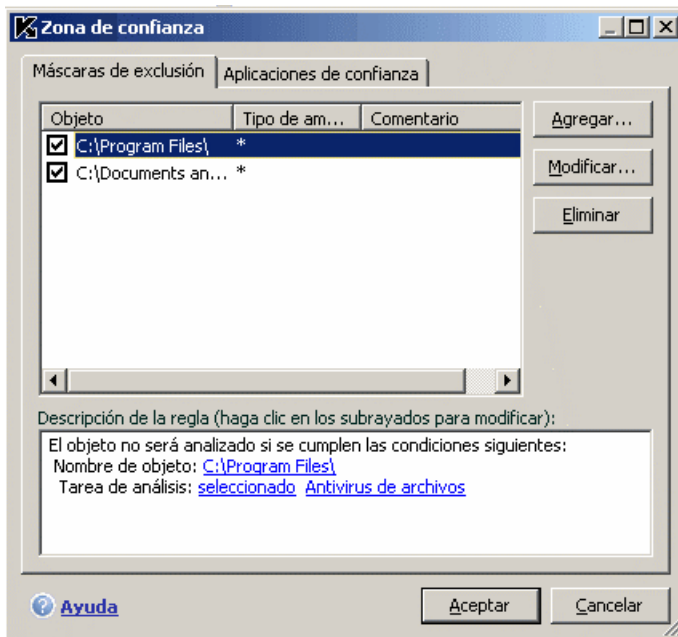 Zona de confianza
Máscaras de exclusión Aplicaciones de confianza
Objeto Tipo de am... Comentario
C:\Program Files\ *
C:\Documents an... *
Agregar...
Modificar...
Eliminar
Descripción de la regla (haga clic en los subrayados para modificar):
El objeto no será analizado si se cumplen las condiciones siguientes:
Nombre de objeto: C:\Program Files\
Tarea de análisis: seleccionado Antivirus de archivos
Ayuda Aceptar Cancelar